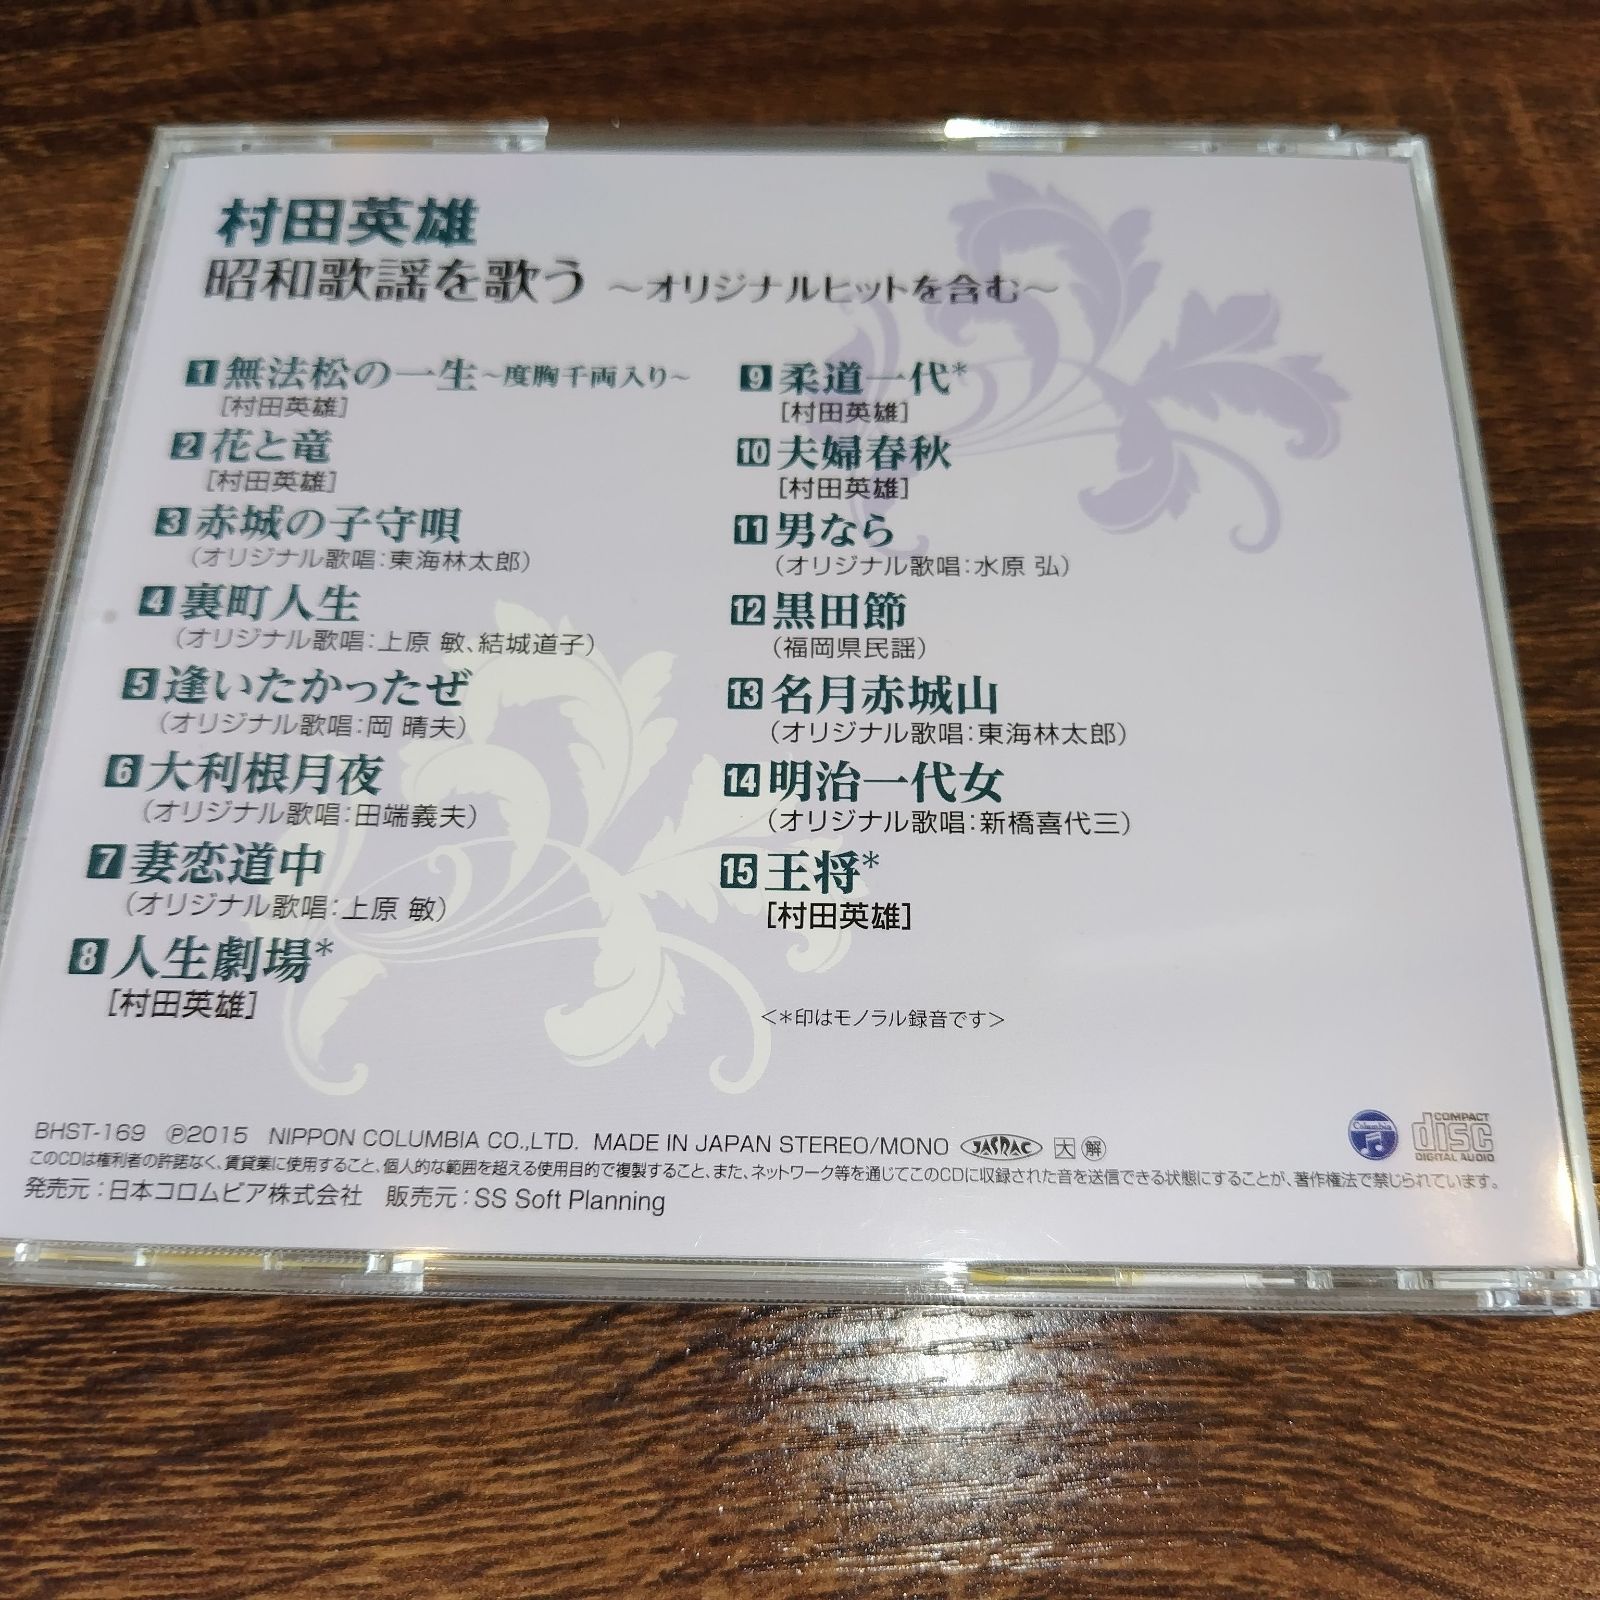 村田英雄
昭和歌謡を歌う ～オリジナルヒットを含む～
1 無法松の一生～度胸千両入り～
[村田英雄]
2 花と竜
[村田英雄]
3 赤城の子守唄
(オリジナル歌唱:東海林太郎)
4 裏町人生
(オリジナル歌唱:上原 敏、結城道子)
5 逢いたかったぜ
(オリジナル歌唱:岡 晴夫)
6 大利根月夜
(オリジナル歌唱:田端義夫)
7 妻恋道中
(オリジナル歌唱:上原 敏)
8 人生劇場*
[村田英雄]
9 柔道一代*
[村田英雄]
10 夫婦春秋
[村田英雄]
11 男なら
(オリジナル歌唱:水原 弘)
12 黒田節
(福岡県民謡)
13 名月赤城山
(オリジナル歌唱:東海林太郎)
14 明治一代女
(オリジナル歌唱:新橋喜代三)
15 王将*
[村田英雄]
<*印はモノラル録音です>
BHST-169 Ⓟ2015 NIPPON COLUMBIA CO.,LTD. MADE IN JAPAN STEREO/MONO JASRAC 大 解
Columbia
COMPACT
disc
DIGITAL AUDIO
このCDは権利者の許諾なく、賃貸業に使用すること、個人的な範囲を超える使用目的で複製すること、また、ネットワーク等を通じてこのCDに収録された音を送信できる状態にすることが、著作権法で禁じられています。
発売元:日本コロムビア株式会社 販売元:SS Soft Planning